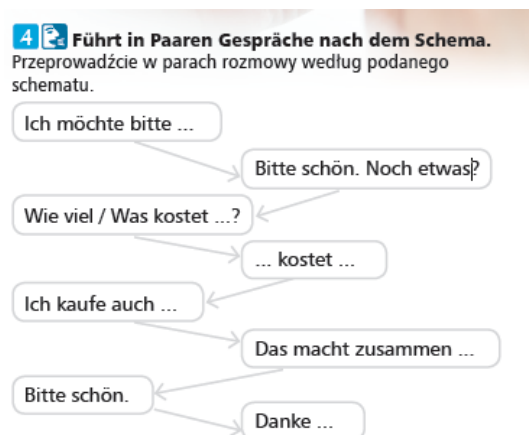 4 Führt in Paaren Gespräche nach dem Schema.
Przeprowadźcie w parach rozmowy według podanego
schematu.
Ich möchte bitte ...
Bitte schön. Noch etwas?
Wie viel / Was kostet ...?
... kostet ...
Ich kaufe auch ...
Das macht zusammen ...
Bitte schön.
Danke ...